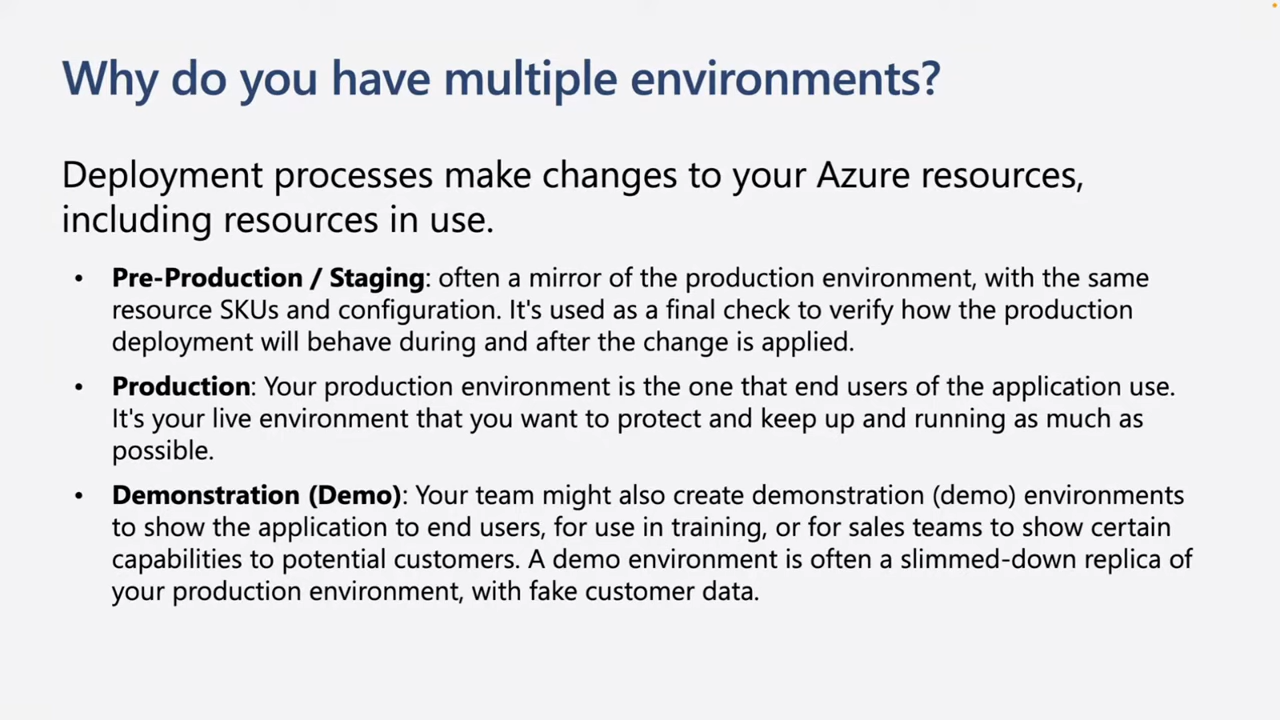 Why do you have multiple environments?
Deployment processes make changes to your Azure resources,
including resources in use.
• Pre-Production / Staging: often a mirror of the production environment, with the same
resource SKUs and configuration. It's used as a final check to verify how the production
deployment will behave during and after the change is applied.
• Production: Your production environment is the one that end users of the application use.
It's your live environment that you want to protect and keep up and running as much as
possible.
• Demonstration (Demo): Your team might also create demonstration (demo) environments
to show the application to end users, for use in training, or for sales teams to show certain
capabilities to potential customers. A demo environment is often a slimmed-down replica of
your production environment, with fake customer data.